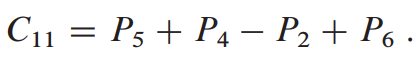 C₁₁ = P₅ + P₄ − P₂ + P₆ .